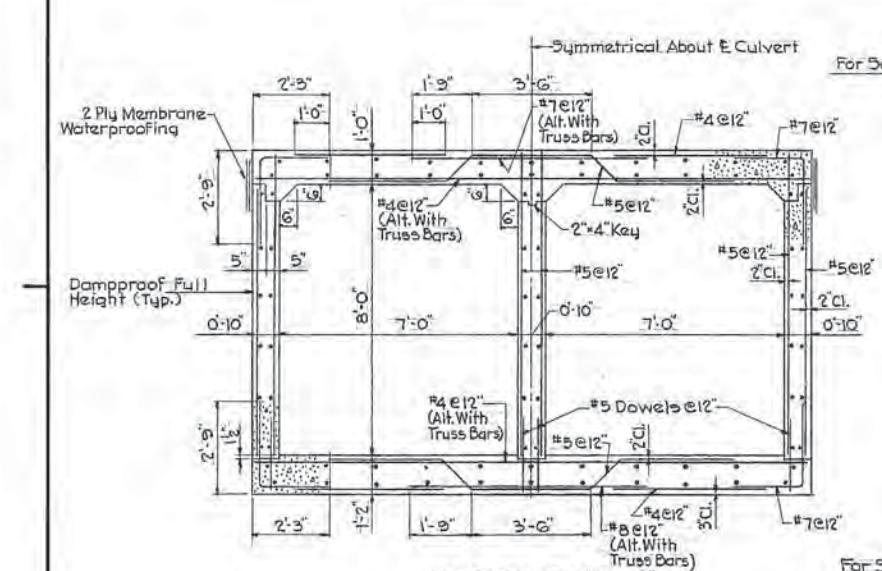 Symmetrical About ℄ Culvert
For S
2'-3"
1'-9"
3'-6"
1'-0"
1'-0"
1'-0"
#7@12"
(Alt. With
Truss Bars)
2"Cl.
#4@12"
#7@12"
2 Ply Membrane
Waterproofing
2'-9"
6"
6"
6"
6"
#4@12"
(Alt. With
Truss Bars)
#5@12"
2"Cl.
2"x4" Key
5"
5"
#5@12"
#5@12"
2"Cl.
#5@12"
Dampproof Full
Height (Typ.)
2"Cl.
0'-10"
7'-0"
8'-0"
0'-10"
7'-0"
0'-10"
#4@12"
(Alt. With
Truss Bars)
#5 Dowels@12"
2'-9"
1½"
#5@12"
2"Cl.
2'-3"
1'-2"
1'-9"
3'-6"
#4@12"
3"Cl.
#7@12"
#8@12"
(Alt. With
Truss Bars)
For S